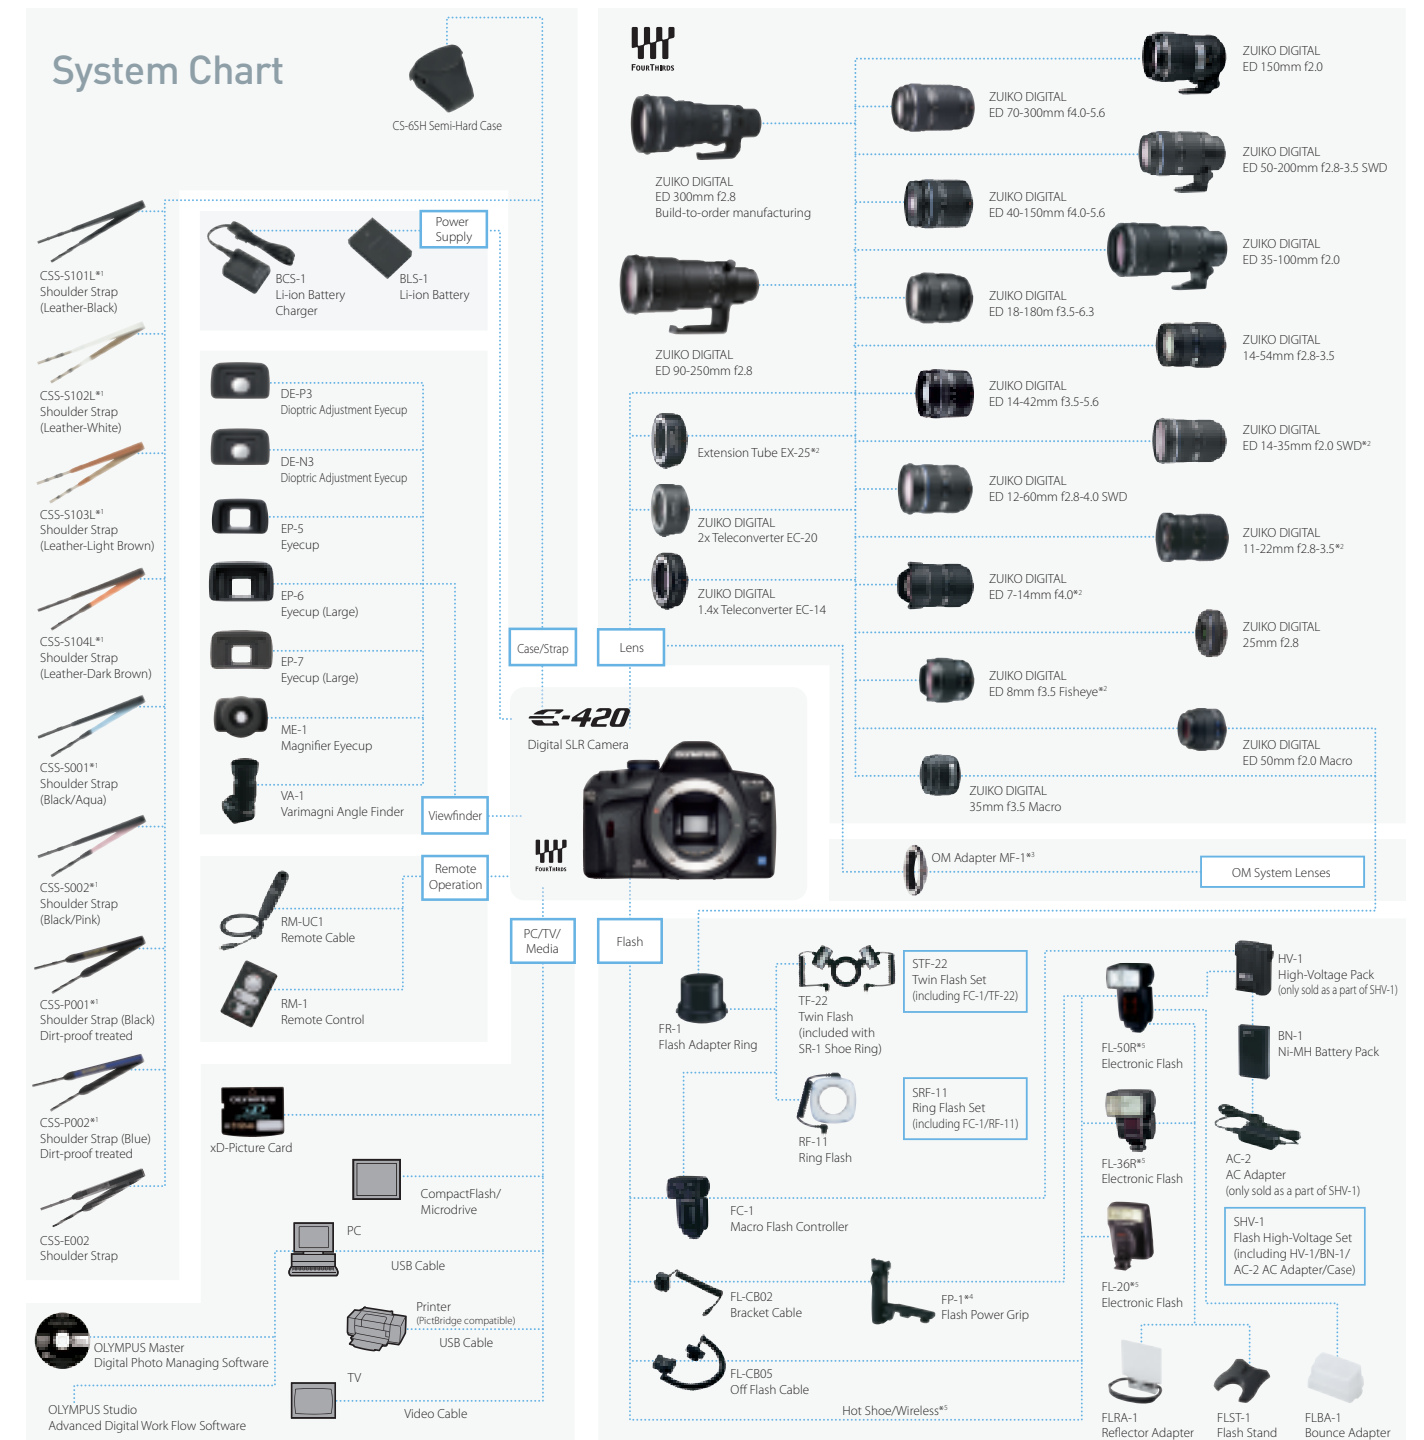 System Chart
CS-6SH Semi-Hard Case
CSS-S101L*1
Shoulder Strap
(Leather-Black)
CSS-S102L*1
Shoulder Strap
(Leather-White)
CSS-S103L*1
Shoulder Strap
(Leather-Light Brown)
CSS-S104L*1
Shoulder Strap
(Leather-Dark Brown)
CSS-S001*1
Shoulder Strap
(Black/Aqua)
CSS-S002*1
Shoulder Strap
(Black/Pink)
CSS-P001*1
Shoulder Strap (Black)
Dirt-proof treated
CSS-P002*1
Shoulder Strap (Blue)
Dirt-proof treated
CSS-E002
Shoulder Strap
Power
Supply
BCS-1
Li-ion Battery
Charger
BLS-1
Li-ion Battery
DE-P3
Dioptric Adjustment Eyecup
DE-N3
Dioptric Adjustment Eyecup
EP-5
Eyecup
EP-6
Eyecup (Large)
EP-7
Eyecup (Large)
ME-1
Magnifier Eyecup
VA-1
Varimagni Angle Finder
Viewfinder
Remote
Operation
RM-UC1
Remote Cable
RM-1
Remote Control
Case/Strap
Lens
E-420
Digital SLR Camera
OLYMPUS
FOURTHIRDS
PC/TV/
Media
Flash
xD-Picture Card
CompactFlash/
Microdrive
PC
USB Cable
Printer
(PictBridge compatible)
USB Cable
TV
Video Cable
OLYMPUS Master
Digital Photo Managing Software
OLYMPUS Studio
Advanced Digital Work Flow Software
FOURTHIRDS
ZUIKO DIGITAL
ED 300mm f2.8
Build-to-order manufacturing
ZUIKO DIGITAL
ED 90-250mm f2.8
Extension Tube EX-25*2
ZUIKO DIGITAL
2x Teleconverter EC-20
ZUIKO DIGITAL
1.4x Teleconverter EC-14
ZUIKO DIGITAL
ED 150mm f2.0
ZUIKO DIGITAL
ED 70-300mm f4.0-5.6
ZUIKO DIGITAL
ED 50-200mm f2.8-3.5 SWD
ZUIKO DIGITAL
ED 40-150mm f4.0-5.6
ZUIKO DIGITAL
ED 35-100mm f2.0
ZUIKO DIGITAL
ED 18-180m f3.5-6.3
ZUIKO DIGITAL
14-54mm f2.8-3.5
ZUIKO DIGITAL
ED 14-42mm f3.5-5.6
ZUIKO DIGITAL
ED 14-35mm f2.0 SWD*2
ZUIKO DIGITAL
ED 12-60mm f2.8-4.0 SWD
ZUIKO DIGITAL
11-22mm f2.8-3.5*2
ZUIKO DIGITAL
ED 7-14mm f4.0*2
ZUIKO DIGITAL
25mm f2.8
ZUIKO DIGITAL
ED 8mm f3.5 Fisheye*2
ZUIKO DIGITAL
ED 50mm f2.0 Macro
ZUIKO DIGITAL
35mm f3.5 Macro
OM Adapter MF-1*3
OM System Lenses
FR-1
Flash Adapter Ring
TF-22
Twin Flash
(included with
SR-1 Shoe Ring)
STF-22
Twin Flash Set
(including FC-1/TF-22)
RF-11
Ring Flash
SRF-11
Ring Flash Set
(including FC-1/RF-11)
FC-1
Macro Flash Controller
FL-CB02
Bracket Cable
FP-1*4
Flash Power Grip
FL-CB05
Off Flash Cable
Hot Shoe/Wireless*5
FL-50R*5
Electronic Flash
FL-36R*5
Electronic Flash
FL-20*5
Electronic Flash
HV-1
High-Voltage Pack
(only sold as a part of SHV-1)
BN-1
Ni-MH Battery Pack
AC-2
AC Adapter
(only sold as a part of SHV-1)
SHV-1
Flash High-Voltage Set
(including HV-1/BN-1/
AC-2 AC Adapter/Case)
FLRA-1
Reflector Adapter
FLST-1
Flash Stand
FLBA-1
Bounce Adapter